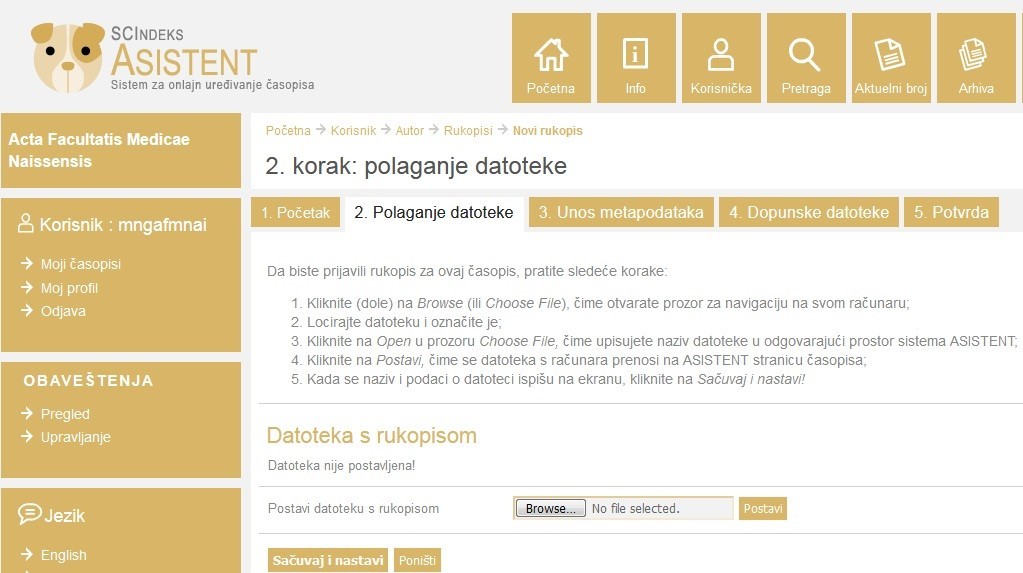 SCINDEKS
ASISTENT
Sistem za onlajn uređivanje časopisa
Početna
Info
Korisnička
Pretraga
Aktuelni broj
Arhiva
Acta Facultatis Medicae
Naissensis
Korisnik : mngafmnai
Moji časopisi
Moj profil
Odjava
OBAVEŠTENJA
Pregled
Upravljanje
Jezik
English
Početna → Korisnik → Autor → Rukopisi → Novi rukopis
2. korak: polaganje datoteke
1. Početak
2. Polaganje datoteke
3. Unos metapodataka
4. Dopunske datoteke
5. Potvrda
Da biste prijavili rukopis za ovaj časopis, pratite sledeće korake:
1. Kliknite (dole) na Browse (ili Choose File), čime otvarate prozor za navigaciju na svom računaru;
2. Locirajte datoteku i označite je;
3. Kliknite na Open u prozoru Choose File, čime upisujete naziv datoteke u odgovarajući prostor sistema ASISTENT;
4. Kliknite na Postavi, čime se datoteka s računara prenosi na ASISTENT stranicu časopisa;
5. Kada se naziv i podaci o datoteci ispišu na ekranu, kliknite na Sačuvaj i nastavi!
Datoteka s rukopisom
Datoteka nije postavljena!
Postavi datoteku s rukopisom
Browse... No file selected.
Postavi
Sačuvaj i nastavi
Poništi